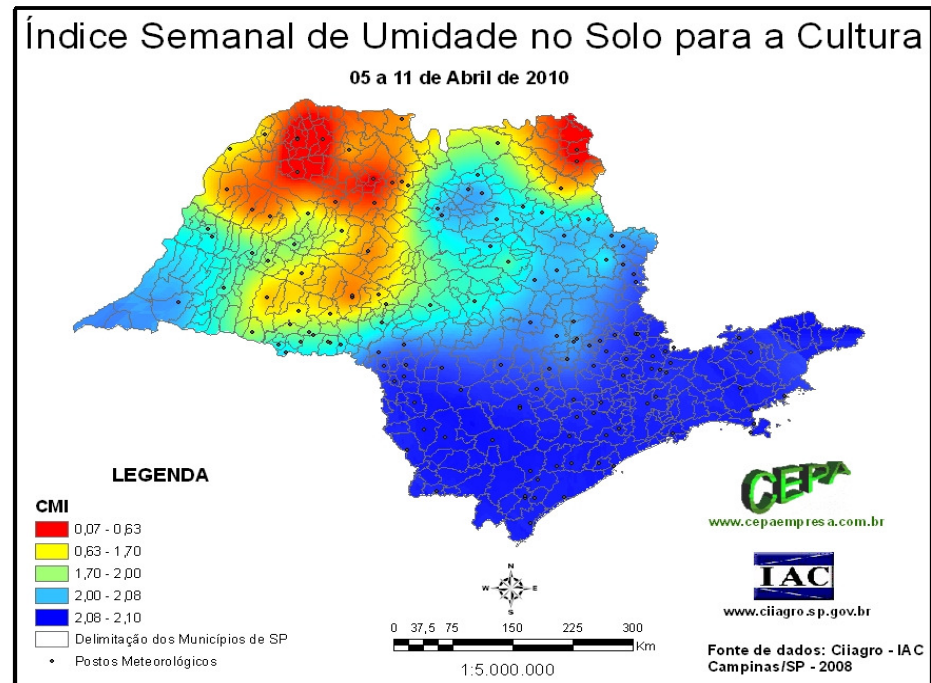 Índice Semanal de Umidade no Solo para a Cultura
05 a 11 de Abril de 2010
LEGENDA
CMI
0,07 - 0,63
0,63 - 1,70
1,70 - 2,00
2,00 - 2,08
2,08 - 2,10
Delimitação dos Municípios de SP
Postos Meteorológicos
N
W E
S
0 37,5 75 150 225 300
Km
1:5.000.000
CEPA
www.cepaempresa.com.br
IAC
www.ciiagro.sp.gov.br
Fonte de dados: Ciiagro - IAC
Campinas/SP - 2008